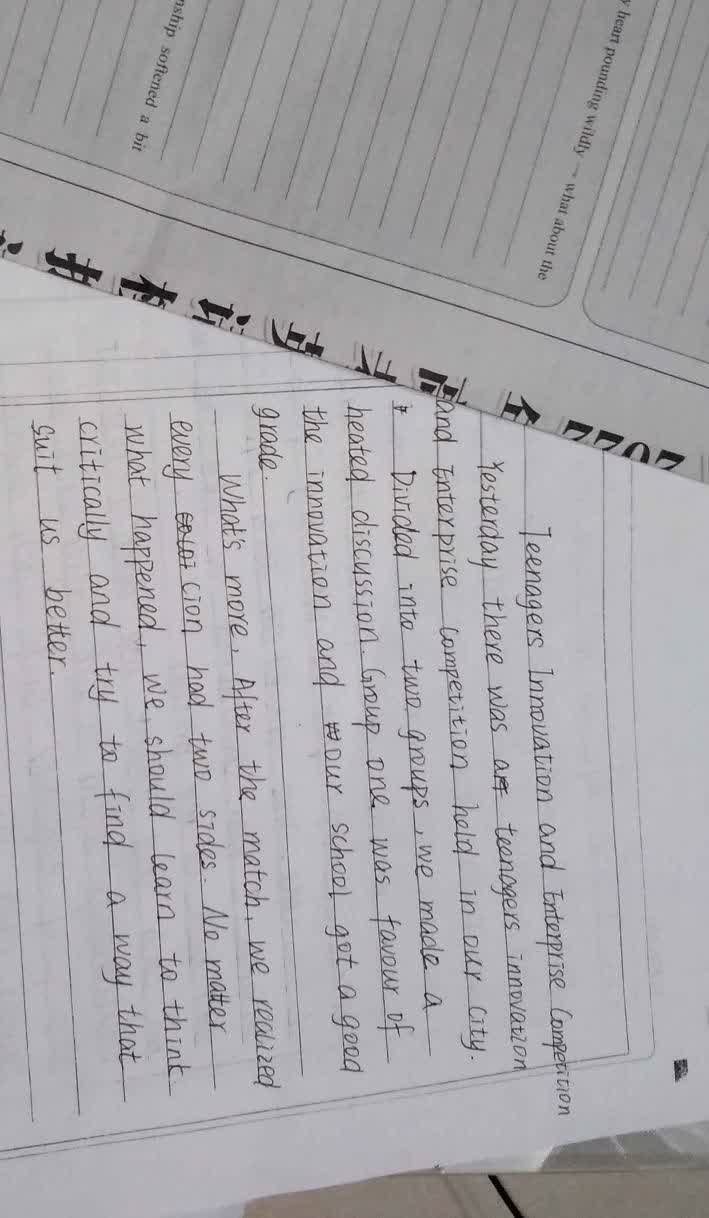 Teenagers Innovation and Enterprise Competition
Yesterday there was a teenagers innovation
and Enterprise Competition hold in our city.
Divided into two groups, we made a
heated discussion. Group one was favour of
the innovation and our school got a good
grade.
What's more, After the match, we realized
every cion had two sides. No matter
what happened, we should learn to think
critically and try to find a way that
suit us better.
y heart pounding wildly — what about the
nship softened a bit
2022 全